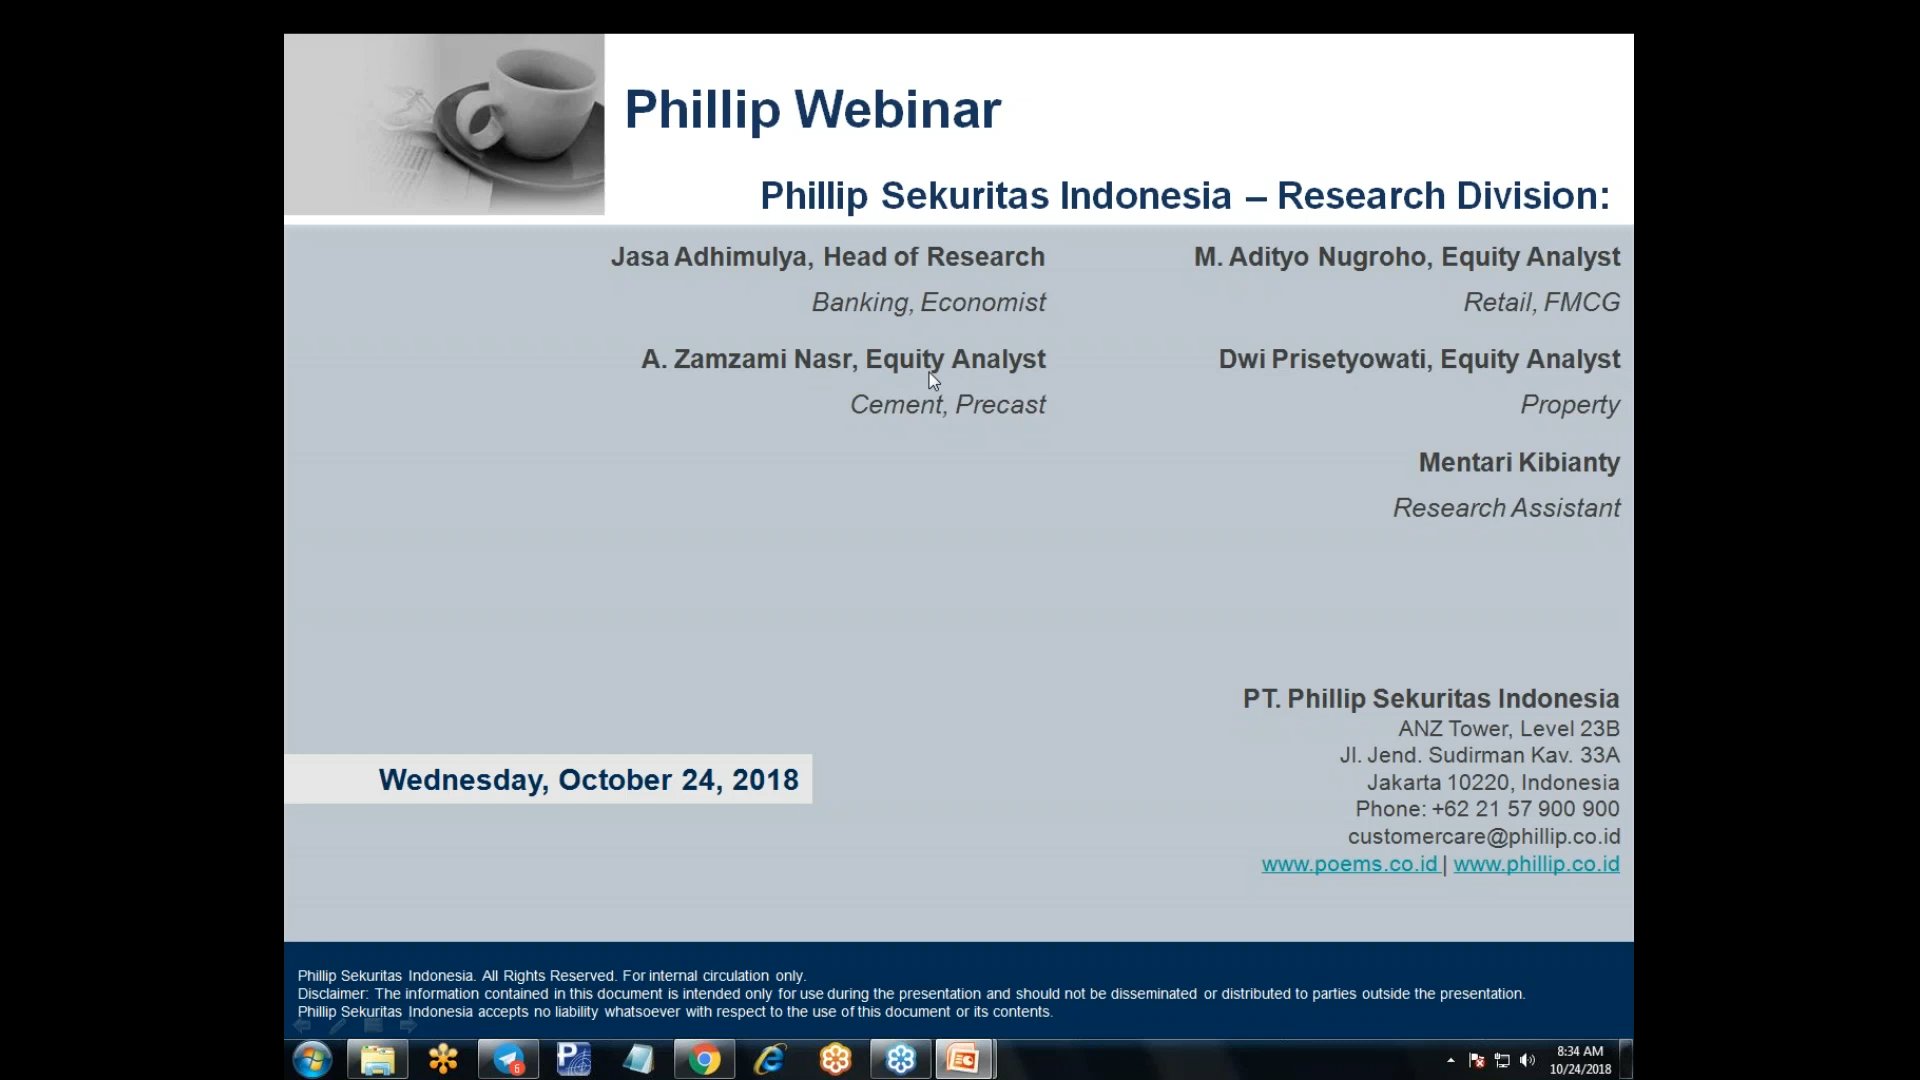 Phillip Webinar
Phillip Sekuritas Indonesia – Research Division:
Jasa Adhimulya, Head of Research
Banking, Economist
A. Zamzami Nasr, Equity Analyst
Cement, Precast
M. Adityo Nugroho, Equity Analyst
Retail, FMCG
Dwi Prisetyowati, Equity Analyst
Property
Mentari Kibianty
Research Assistant
PT. Phillip Sekuritas Indonesia
ANZ Tower, Level 23B
Jl. Jend. Sudirman Kav. 33A
Jakarta 10220, Indonesia
Phone: +62 21 57 900 900
customercare@phillip.co.id
www.poems.co.id | www.phillip.co.id
Wednesday, October 24, 2018
Phillip Sekuritas Indonesia. All Rights Reserved. For internal circulation only.
Disclaimer: The information contained in this document is intended only for use during the presentation and should not be disseminated or distributed to parties outside the presentation.
Phillip Sekuritas Indonesia accepts no liability whatsoever with respect to the use of this document or its contents.
6
8:34 AM
10/24/2018